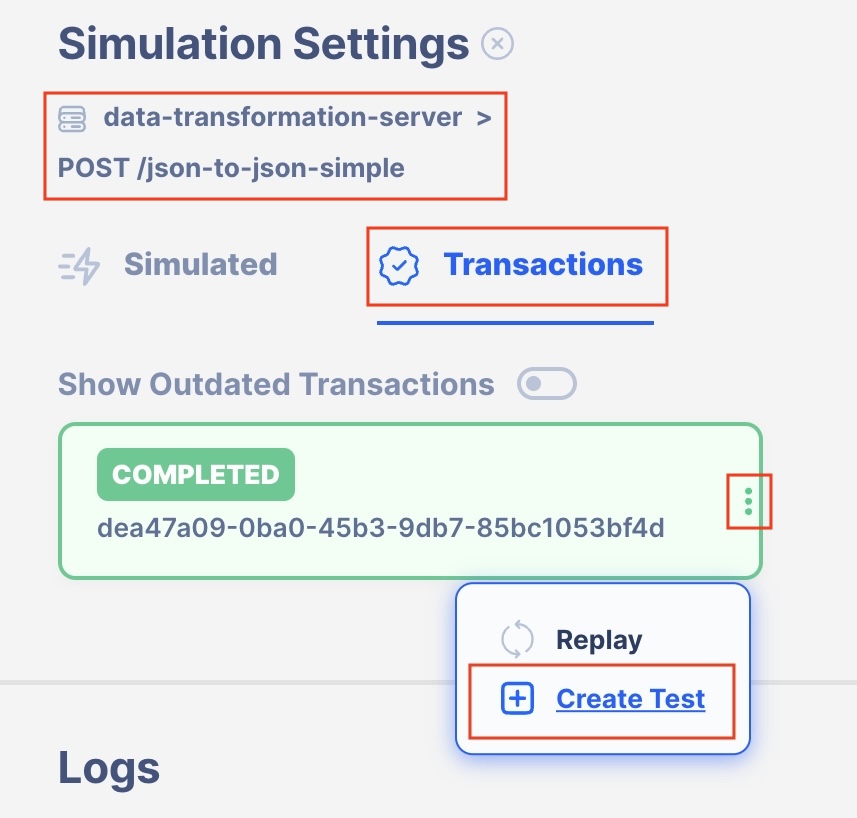 Simulation Settings
data-transformation-server >
POST /json-to-json-simple
Simulated
Transactions
Show Outdated Transactions
COMPLETED
dea47a09-0ba0-45b3-9db7-85bc1053bf4d
Replay
Create Test
Logs